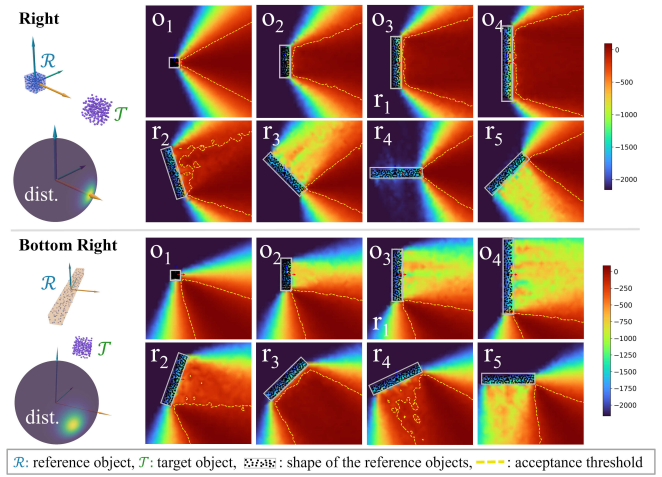 Right
ℛ
𝒯
dist.
o1
o2
o3
o4
r1
r2
r3
r4
r5
0
−500
−1000
−1500
−2000
Bottom Right
ℛ
𝒯
dist.
o1
o2
o3
o4
r1
r2
r3
r4
r5
0
−250
−500
−750
−1000
−1250
−1500
−1750
−2000
ℛ: reference object, 𝒯: target object, : shape of the reference objects, : acceptance threshold